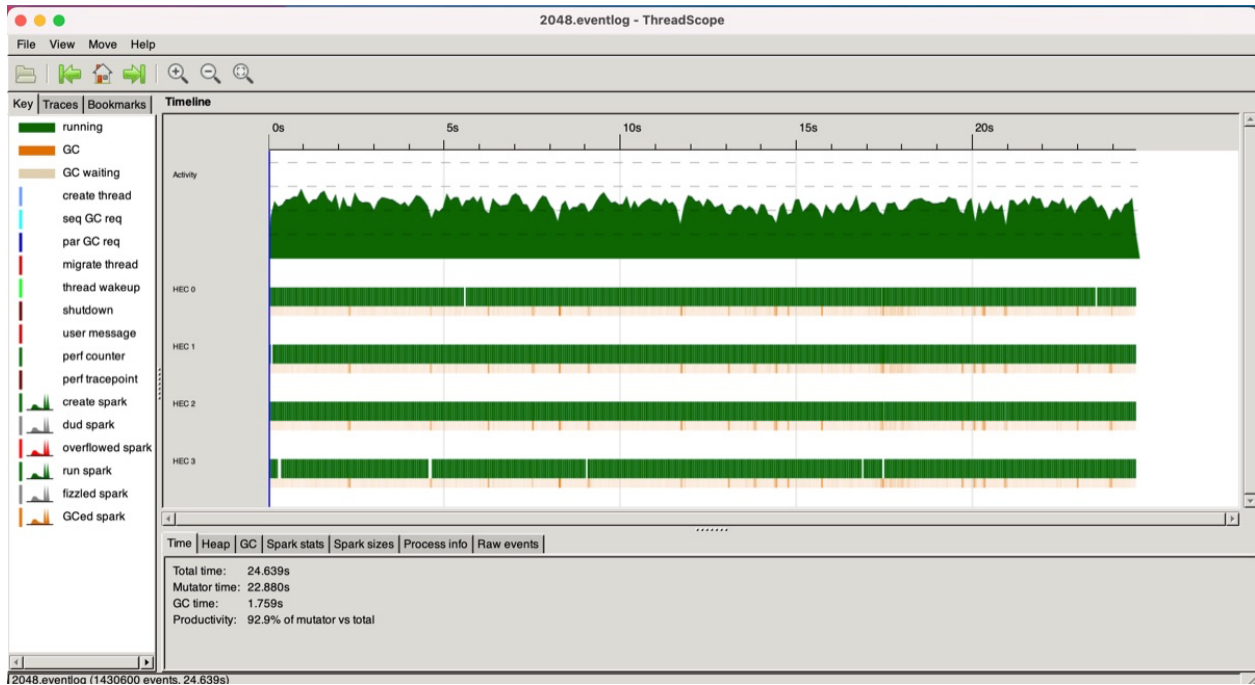 2048.eventlog - ThreadScope
File View Move Help
Key Traces Bookmarks
running
GC
GC waiting
create thread
seq GC req
par GC req
migrate thread
thread wakeup
shutdown
user message
perf counter
perf tracepoint
create spark
dud spark
overflowed spark
run spark
fizzled spark
GCed spark
Timeline
0s 5s 10s 15s 20s
Activity
HEC 0
HEC 1
HEC 2
HEC 3
Time Heap GC Spark stats Spark sizes Process info Raw events
Total time: 24.639s
Mutator time: 22.880s
GC time: 1.759s
Productivity: 92.9% of mutator vs total
2048.eventlog (1430600 events, 24.639s)